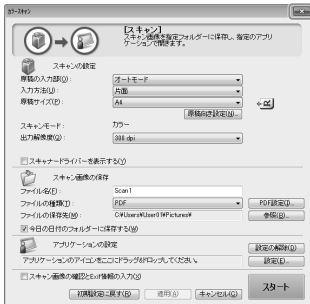 カラースキャン
[スキャン]
スキャン画像を指定フォルダーに保存し、指定のアプリ
ケーションで開きます。
スキャンの設定
原稿の入力部(O): オートモード
入力方法(U): 片面
原稿サイズ(P): A4
原稿向き設定(N)...
スキャンモード: カラー
出力解像度(Q): 300 dpi
スキャナードライバーを表示する(Y)
スキャン画像の保存
ファイル名(F): Scan1
ファイルの種類(T): PDF PDF設定(I)...
ファイルの保存先(M): C:¥Users¥User01¥Pictures¥ 参照(B)...
今日の日付のフォルダーに保存する(W)
アプリケーションの設定 設定の解除(D)
アプリケーションのアイコンをここにドラッグ&ドロップしてください。 設定(E)...
スキャン画像の確認とExif情報の入力(X)
初期設定に戻す(R) 適用(A) キャンセル(C) スタート